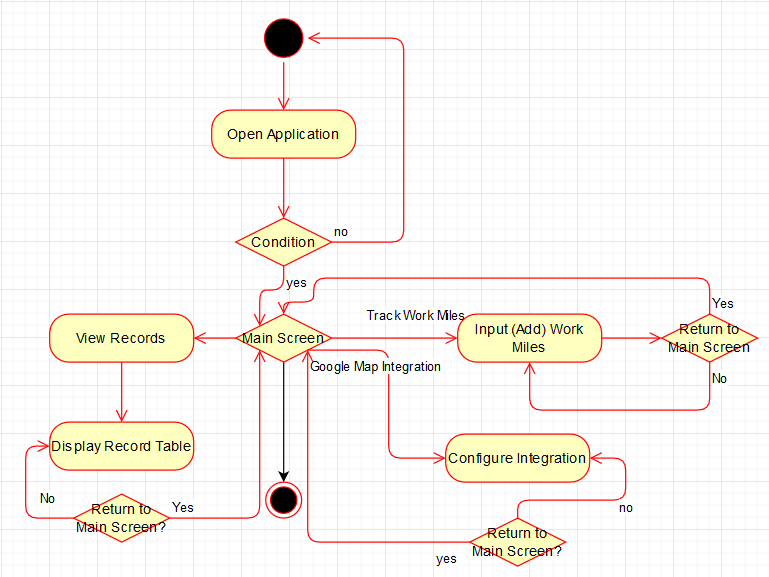 Open Application
Condition
no
yes
Track Work Miles
Yes
View Records
Main Screen
Input (Add) Work
Miles
Return to
Main Screen
Google Map Integration
No
Display Record Table
Configure Integration
No
Return to
Main Screen?
Yes
no
Return to
Main Screen?
yes